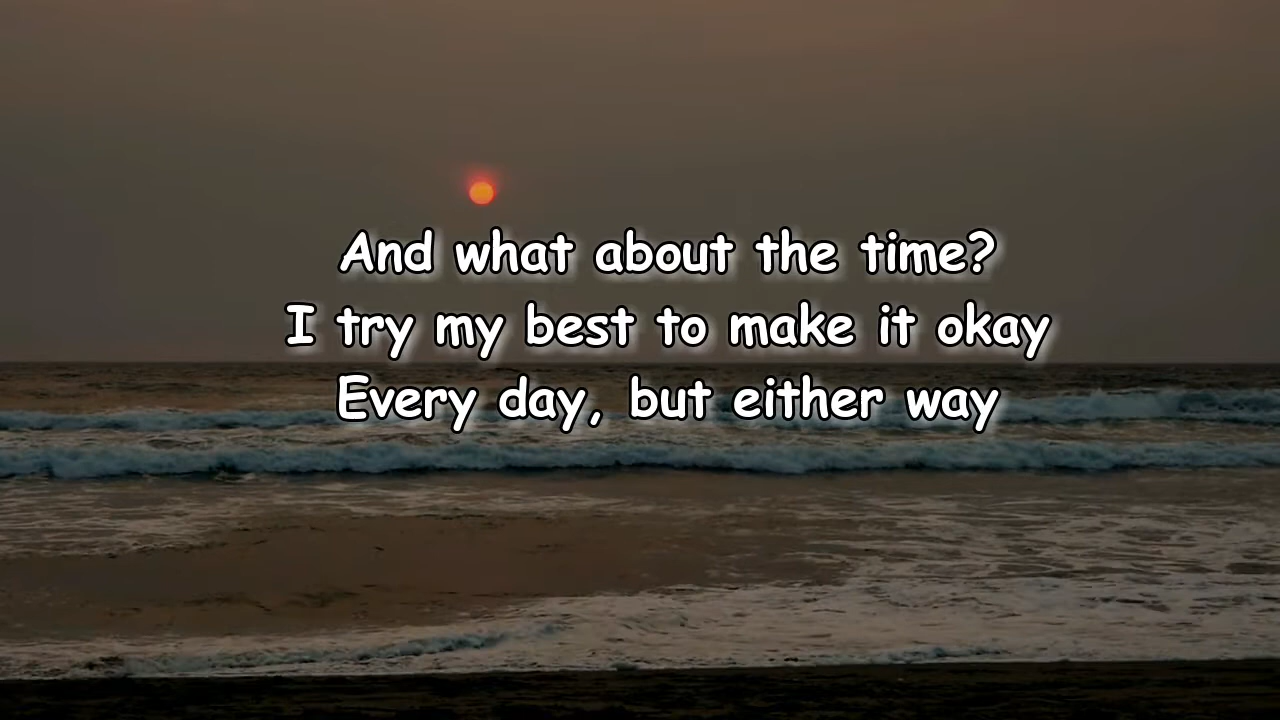 And what about the time?
I try my best to make it okay
Every day, but either way